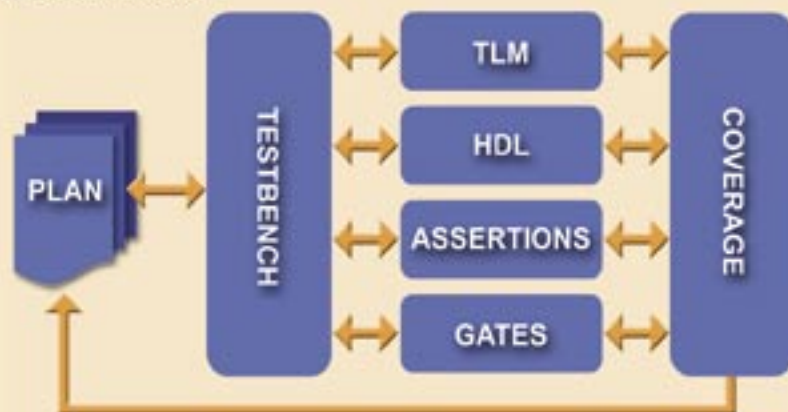 PLAN
TESTBENCH
TLM
HDL
ASSERTIONS
GATES
COVERAGE